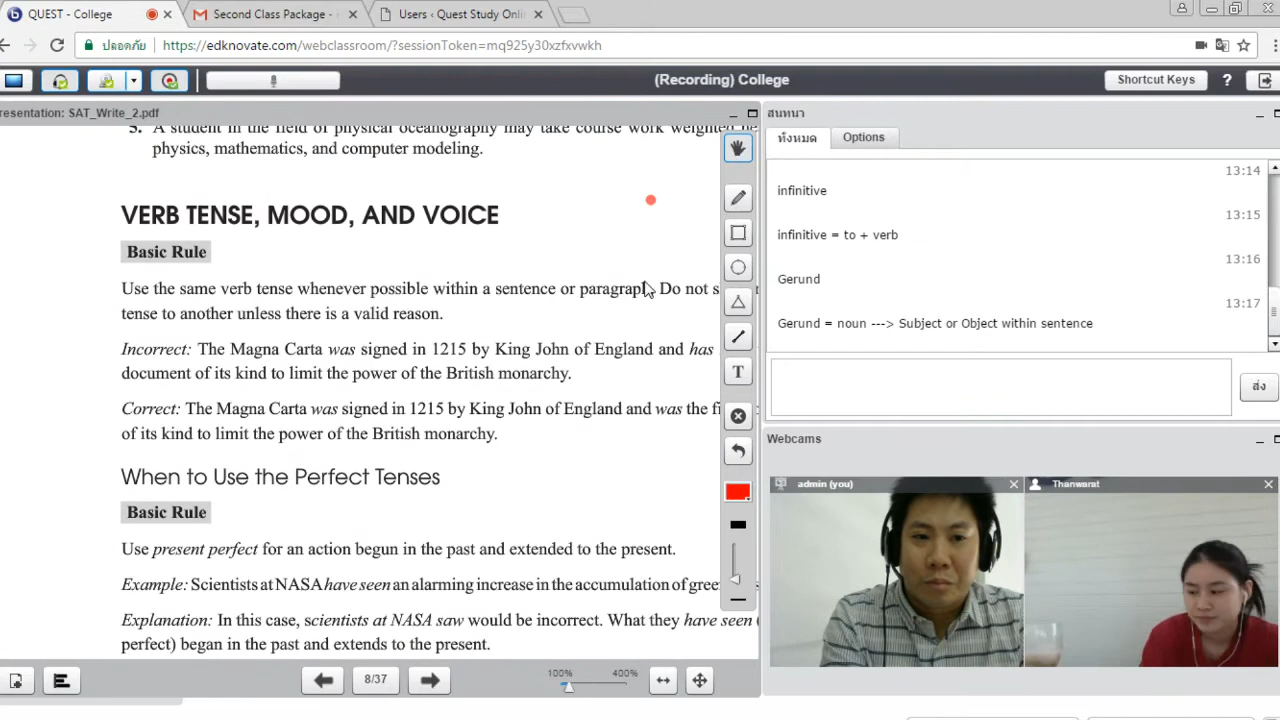 QUEST - College
Second Class Package -
Users ‹ Quest Study Onli
ปลอดภัย
https://edknovate.com/webclassroom/?sessionToken=mq925y30xzfxvwkh
(Recording) College
Shortcut Keys
?
resentation: SAT_Write_2.pdf
5. A student in the field of physical oceanography may take course work weighted
physics, mathematics, and computer modeling.
VERB TENSE, MOOD, AND VOICE
Basic Rule
Use the same verb tense whenever possible within a sentence or paragraph. Do not s
tense to another unless there is a valid reason.
Incorrect: The Magna Carta was signed in 1215 by King John of England and has
document of its kind to limit the power of the British monarchy.
Correct: The Magna Carta was signed in 1215 by King John of England and was the fi
of its kind to limit the power of the British monarchy.
When to Use the Perfect Tenses
Basic Rule
Use present perfect for an action begun in the past and extended to the present.
Example: Scientists at NASA have seen an alarming increase in the accumulation of gree
Explanation: In this case, scientists at NASA saw would be incorrect. What they have seen
perfect) began in the past and extends to the present.
T
8/37
100%
400%
สนทนา
ทั้งหมด
Options
13:14
infinitive
13:15
infinitive = to + verb
13:16
Gerund
13:17
Gerund = noun ---> Subject or Object within sentence
ส่ง
Webcams
admin (you)
Thanwarat